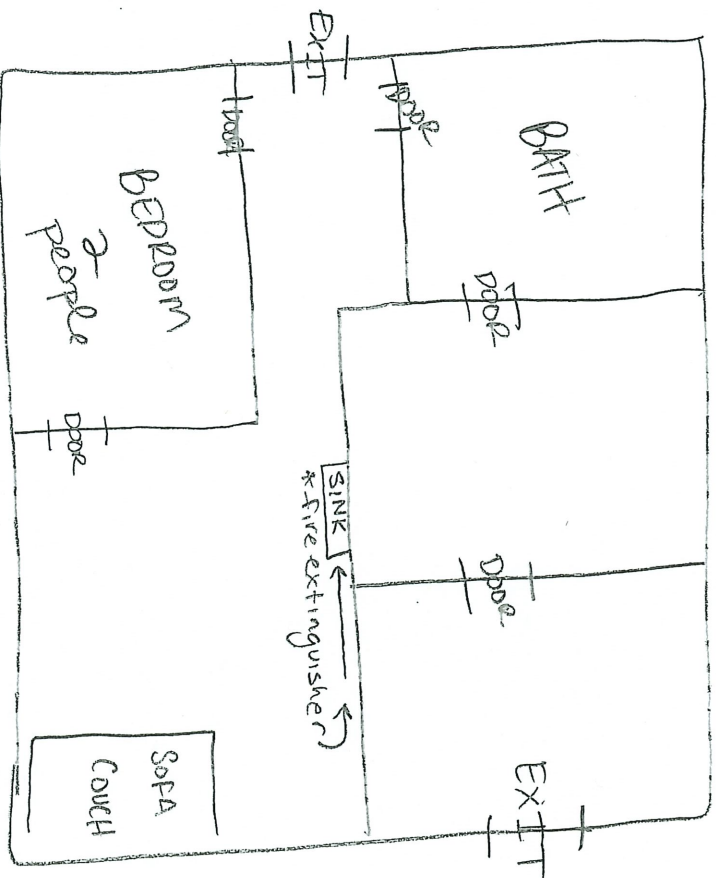 EXIT
DOOR
BATH
DOOR
BEDROOM
2
people
DOOR
DOOR
SINK
*fire extinguisher
DOOR
SOFA
COUCH
EXIT